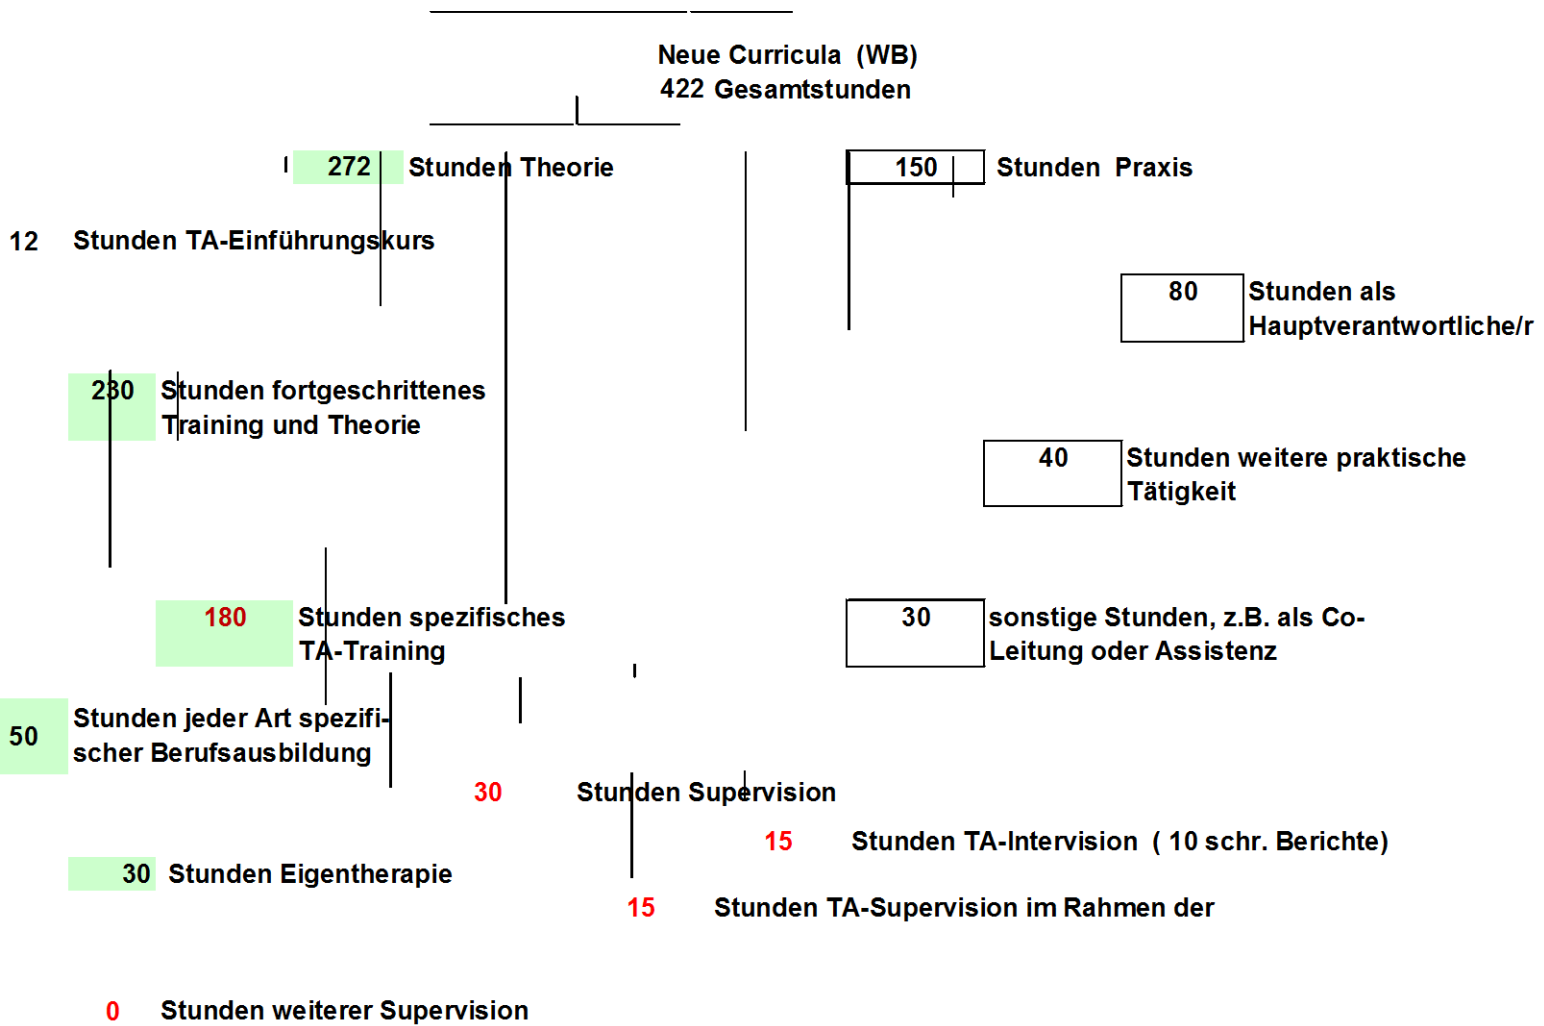 Neue Curricula (WB)
422 Gesamtstunden
272 Stunden Theorie
150 Stunden Praxis
12 Stunden TA-Einführungskurs
80 Stunden als
Hauptverantwortliche/r
230 Stunden fortgeschrittenes
Training und Theorie
40 Stunden weitere praktische
Tätigkeit
180 Stunden spezifisches
TA-Training
30 sonstige Stunden, z.B. als Co-
Leitung oder Assistenz
50 Stunden jeder Art spezifi-
scher Berufsausbildung
30 Stunden Supervision
15 Stunden TA-Intervision ( 10 schr. Berichte)
30 Stunden Eigentherapie
15 Stunden TA-Supervision im Rahmen der
0 Stunden weiterer Supervision